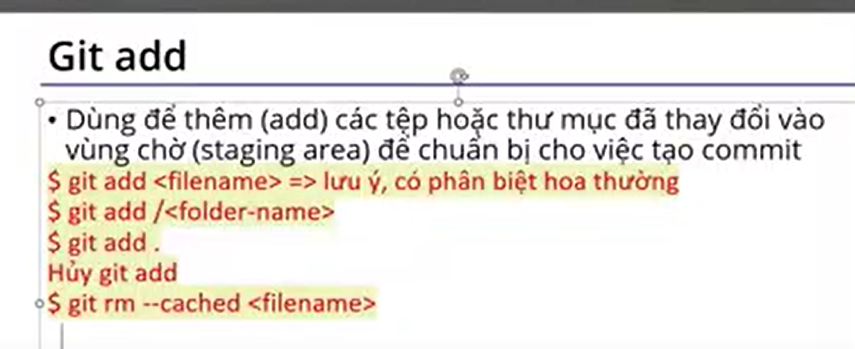 Git add
• Dùng để thêm (add) các tệp hoặc thư mục đã thay đổi vào
vùng chờ (staging area) để chuẩn bị cho việc tạo commit
$ git add <filename> => lưu ý, có phân biệt hoa thường
$ git add /<folder-name>
$ git add .
Hủy git add
$ git rm --cached <filename>